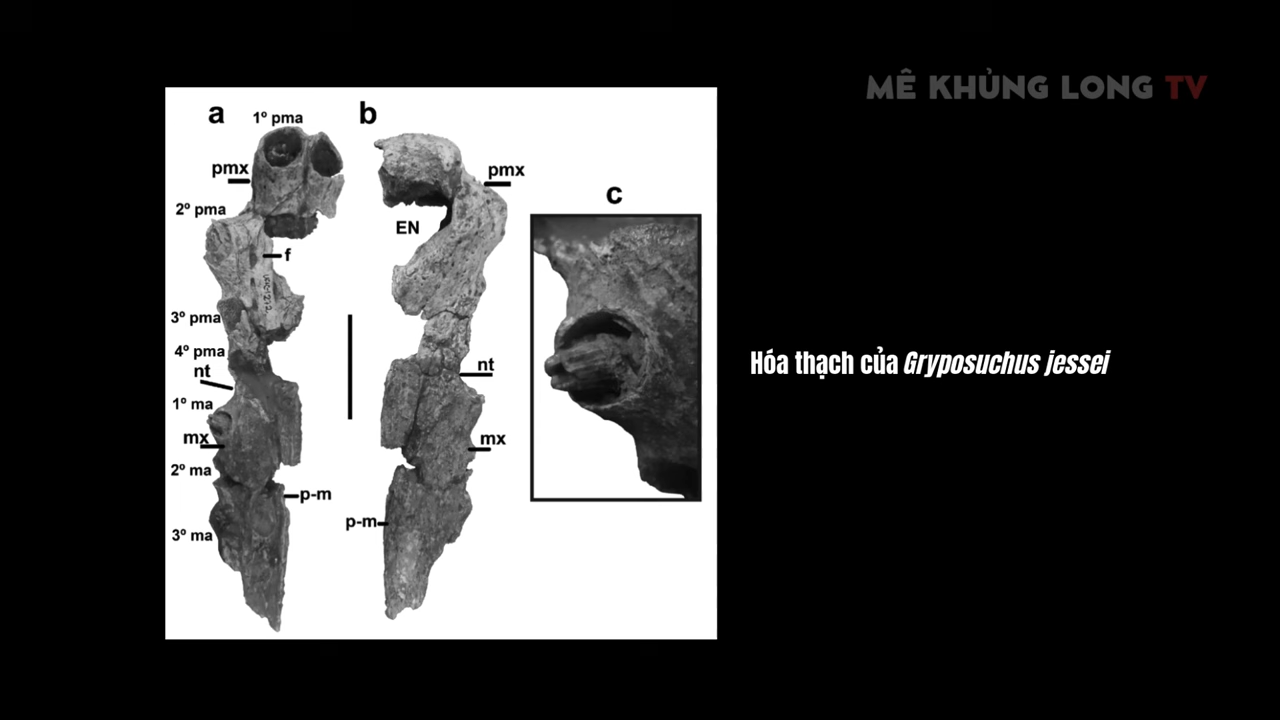 MÊ KHỦNG LONG TV
a
b
1º pma
pmx
pmx
c
2º pma
EN
f
3º pma
4º pma
nt
nt
Hóa thạch của Gryposuchus jessei
1º ma
mx
mx
2º ma
p-m
p-m
3º ma